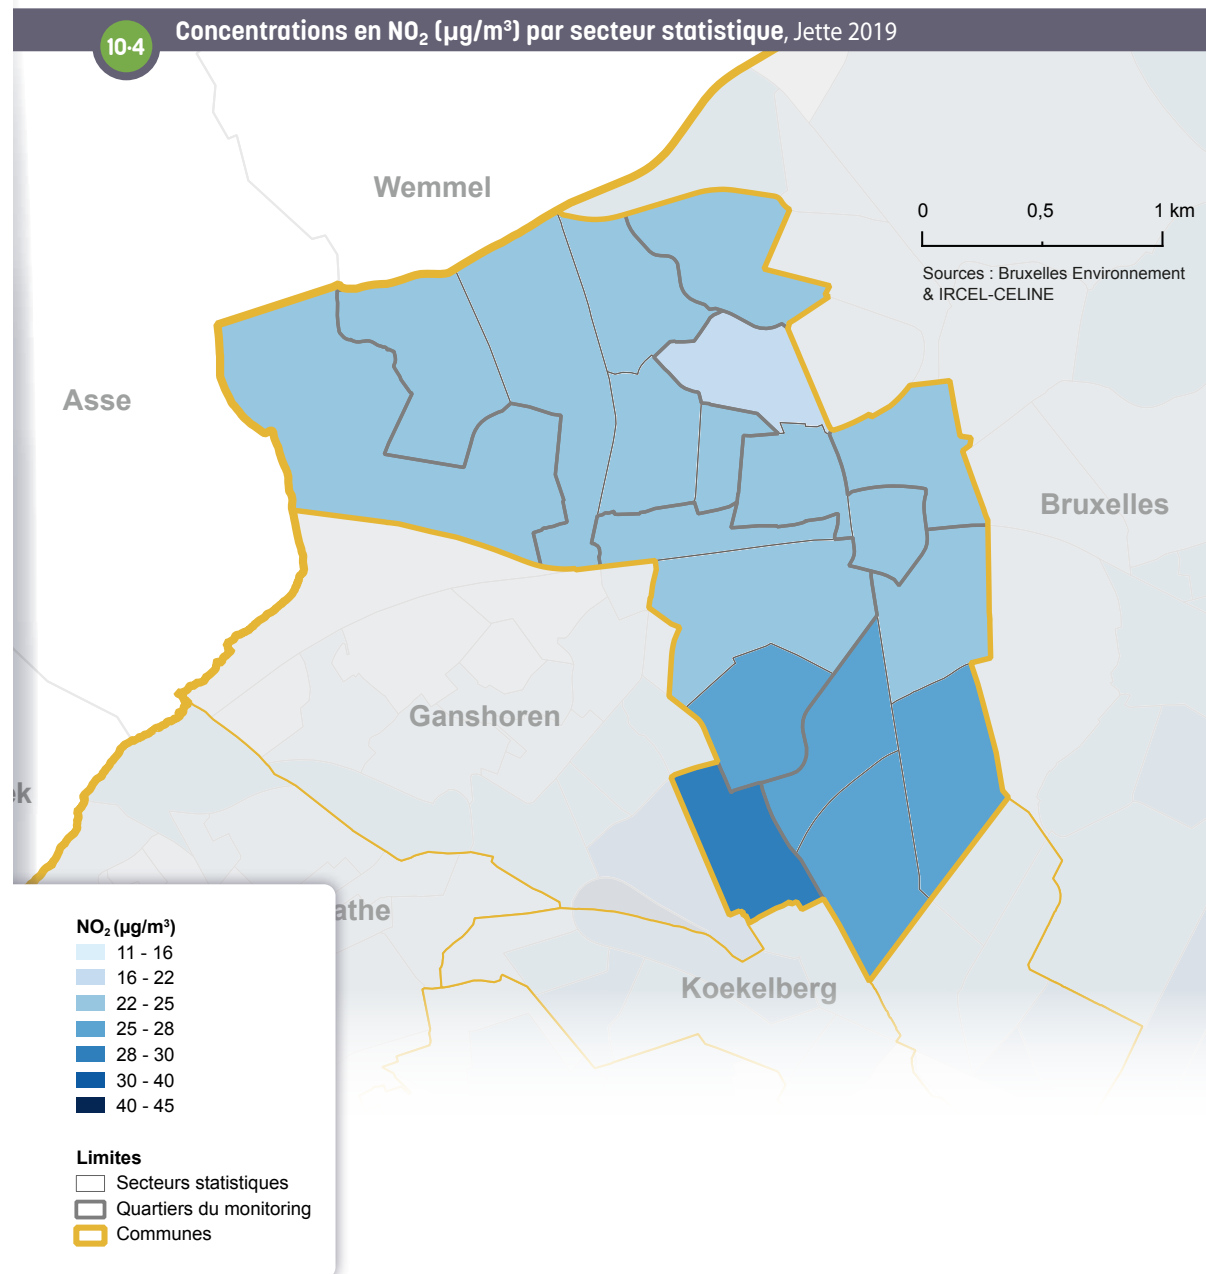 10·4
Concentrations en NO₂ (µg/m³) par secteur statistique, Jette 2019
Wemmel
0 0,5 1 km
Sources : Bruxelles Environnement
& IRCEL-CELINE
Asse
Bruxelles
Ganshoren
ek
athe
Koekelberg
NO₂ (µg/m³)
11 - 16
16 - 22
22 - 25
25 - 28
28 - 30
30 - 40
40 - 45
Limites
Secteurs statistiques
Quartiers du monitoring
Communes